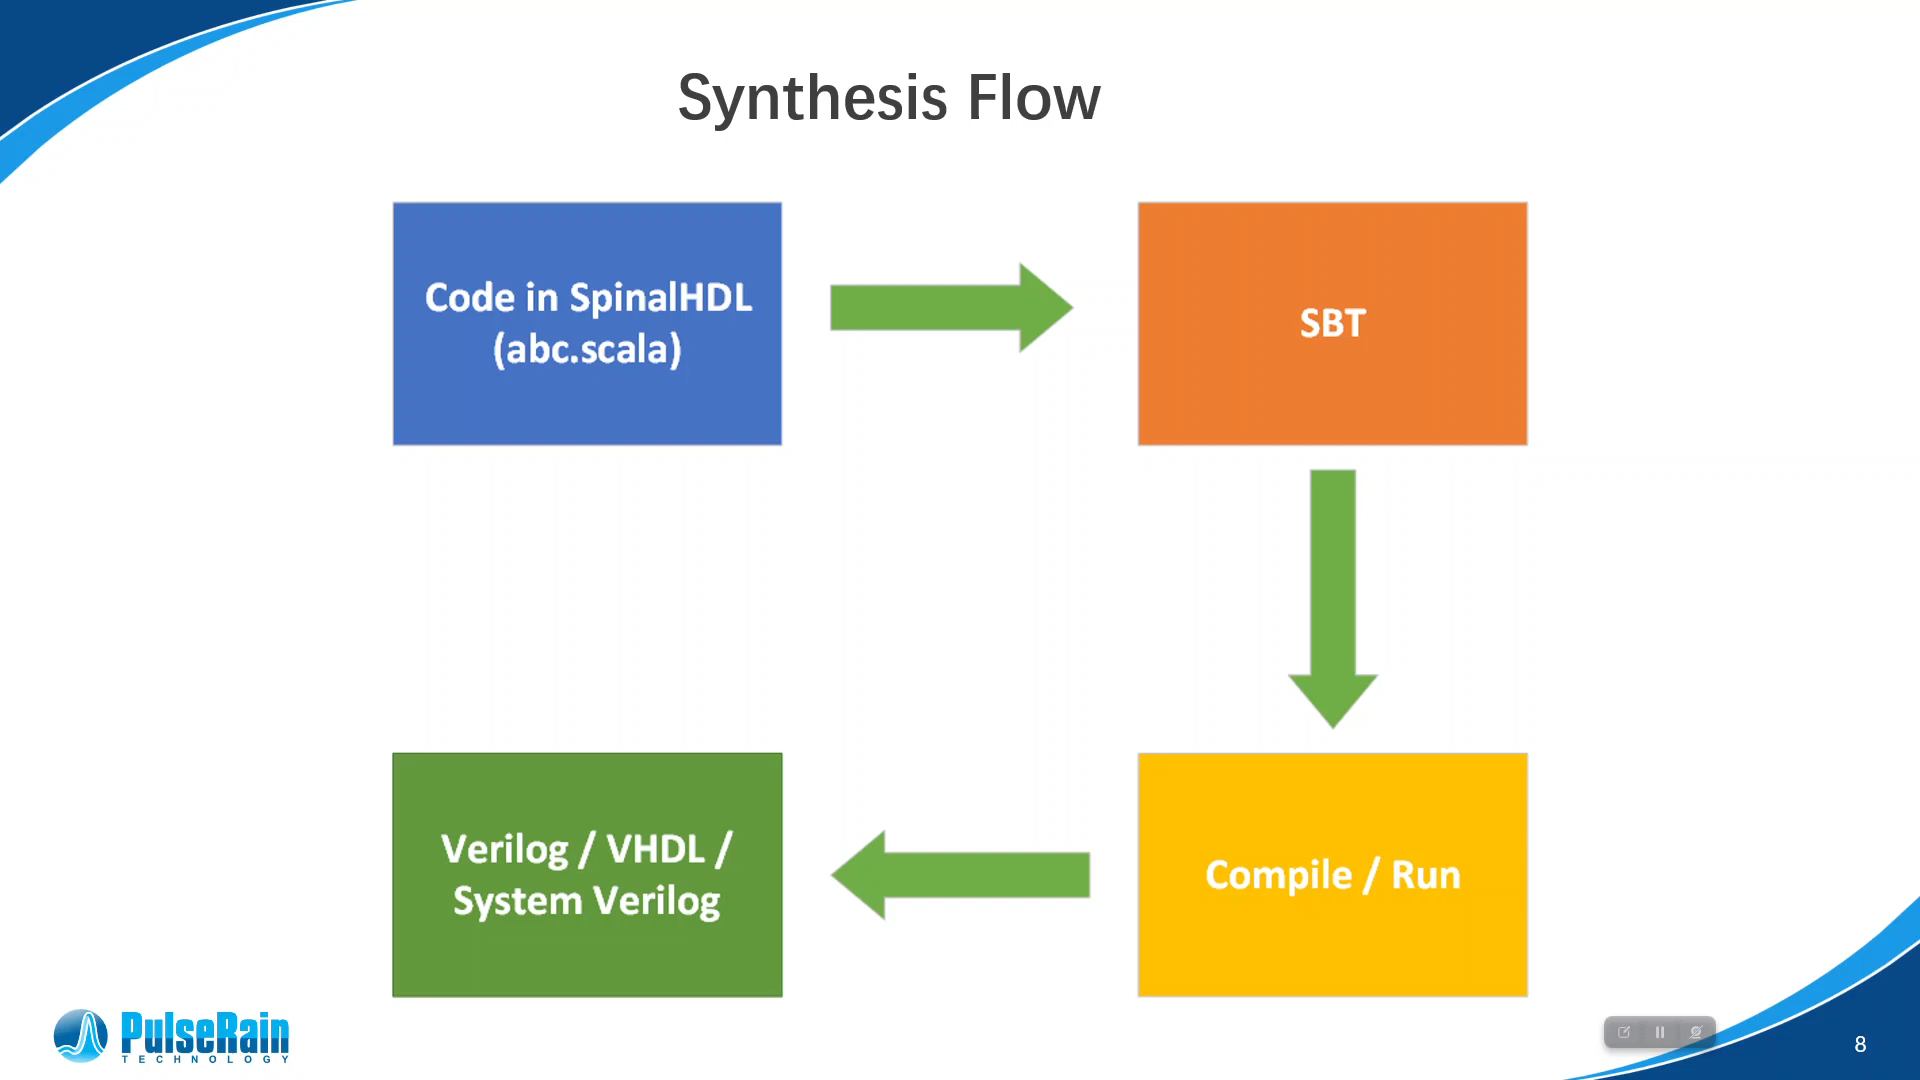 Synthesis Flow
Code in SpinalHDL
(abc.scala)
SBT
Verilog / VHDL /
System Verilog
Compile / Run
PulseRain
TECHNOLOGY
8